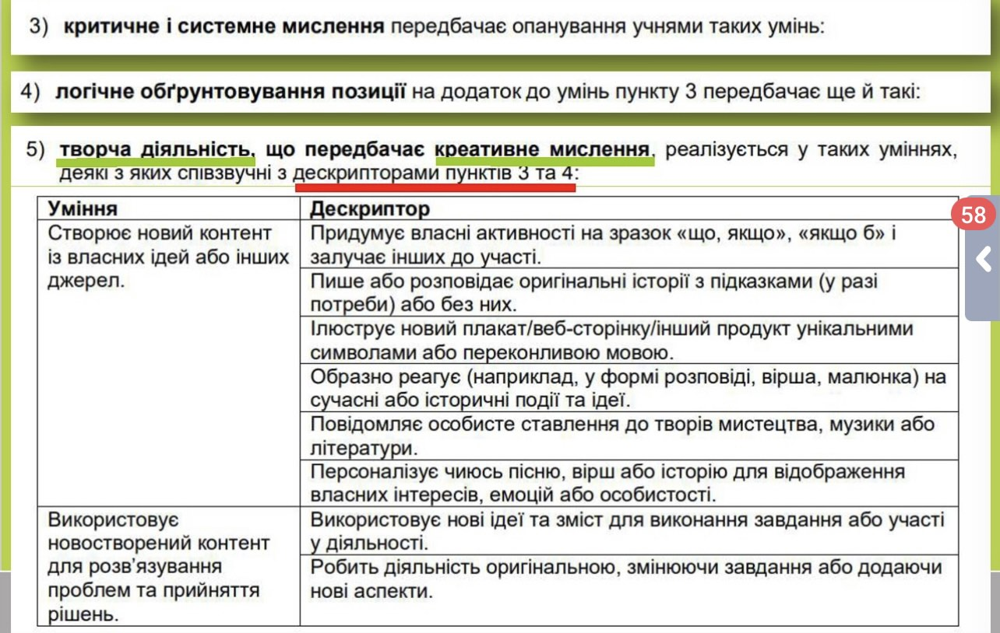 3) критичне і системне мислення передбачає опанування учнями таких умінь:
4) логічне обґрунтовування позиції на додаток до умінь пункту 3 передбачає ще й такі:
5) творча діяльність, що передбачає креативне мислення, реалізується у таких уміннях,
деякі з яких співзвучні з дескрипторами пунктів 3 та 4:
Уміння
Дескриптор
Створює новий контент
із власних ідей або інших
джерел.
Придумує власні активності на зразок «що, якщо», «якщо б» і
залучає інших до участі.
Пише або розповідає оригінальні історії з підказками (у разі
потреби) або без них.
Ілюструє новий плакат/веб-сторінку/інший продукт унікальними
символами або переконливою мовою.
Образно реагує (наприклад, у формі розповіді, вірша, малюнка) на
сучасні або історичні події та ідеї.
Повідомляє особисте ставлення до творів мистецтва, музики або
літератури.
Персоналізує чиюсь пісню, вірш або історію для відображення
власних інтересів, емоцій або особистості.
Використовує
новостворений контент
для розв’язування
проблем та прийняття
рішень.
Використовує нові ідеї та зміст для виконання завдання або участі
у діяльності.
Робить діяльність оригінальною, змінюючи завдання або додаючи
нові аспекти.
58